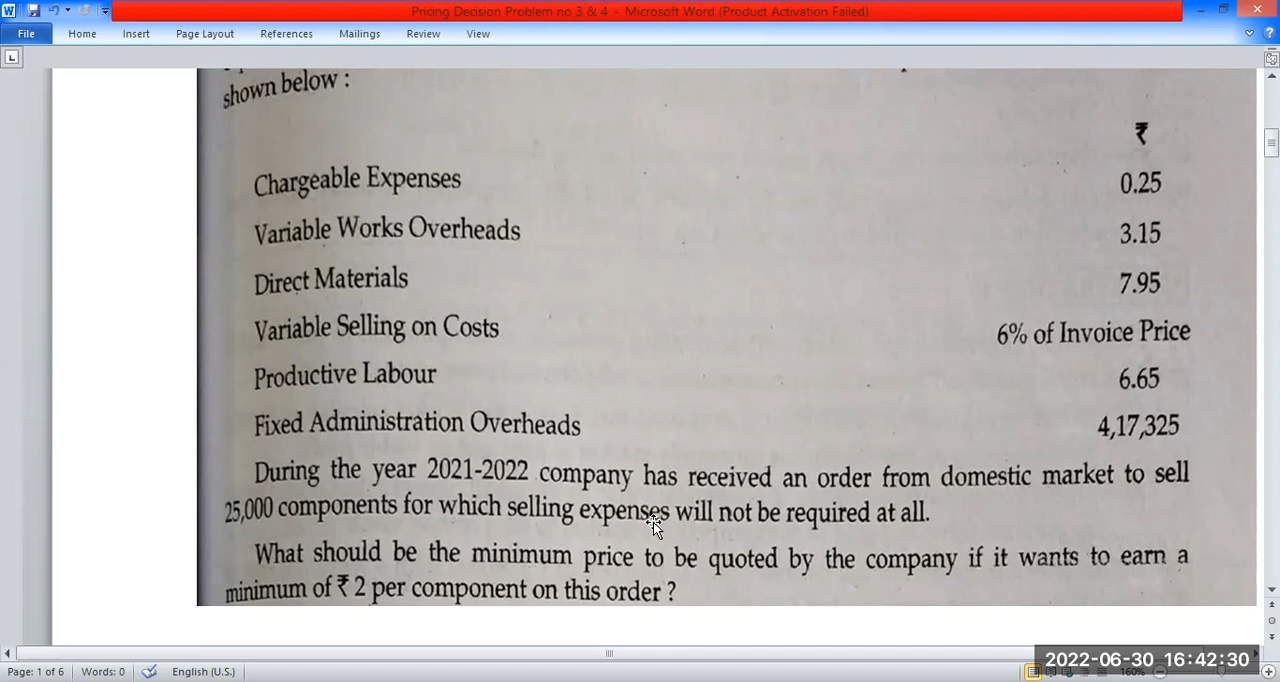 Pricing Decision Problem no 3 & 4 - Microsoft Word (Product Activation Failed)
File Home Insert Page Layout References Mailings Review View
shown below :
₹
Chargeable Expenses 0.25
Variable Works Overheads 3.15
Direct Materials 7.95
Variable Selling on Costs 6% of Invoice Price
Productive Labour 6.65
Fixed Administration Overheads 4,17,325
During the year 2021-2022 company has received an order from domestic market to sell
25,000 components for which selling expenses will not be required at all.
What should be the minimum price to be quoted by the company if it wants to earn a
minimum of ₹ 2 per component on this order ?
2022-06-30 16:42:30
Page: 1 of 6 Words: 0 English (U.S.) 160%